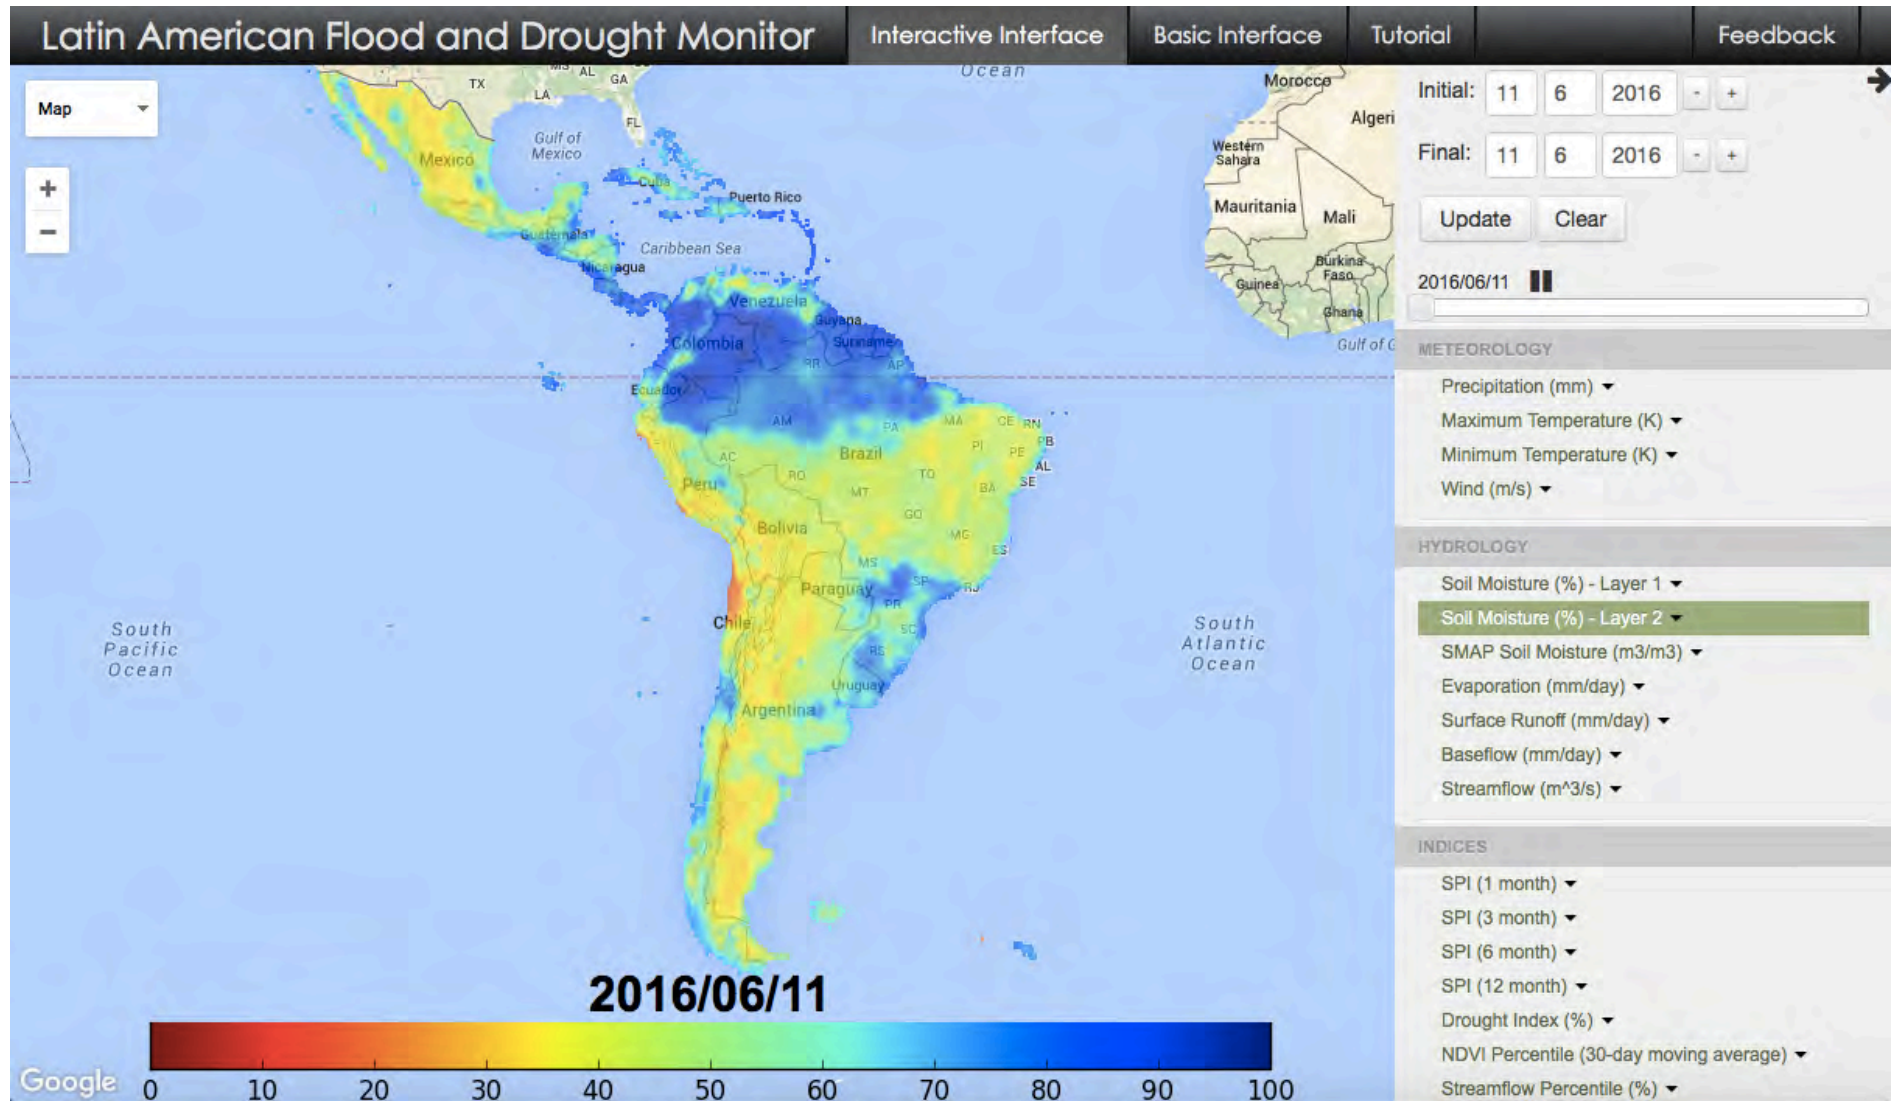 Latin American Flood and Drought Monitor
Interactive Interface
Basic Interface
Tutorial
Feedback
Map
+
−
Initial: 11 6 2016 - +
Final: 11 6 2016 - +
Update Clear
2016/06/11
METEOROLOGY
Precipitation (mm)
Maximum Temperature (K)
Minimum Temperature (K)
Wind (m/s)
HYDROLOGY
Soil Moisture (%) - Layer 1
Soil Moisture (%) - Layer 2
SMAP Soil Moisture (m3/m3)
Evaporation (mm/day)
Surface Runoff (mm/day)
Baseflow (mm/day)
Streamflow (m^3/s)
INDICES
SPI (1 month)
SPI (3 month)
SPI (6 month)
SPI (12 month)
Drought Index (%)
NDVI Percentile (30-day moving average)
Streamflow Percentile (%)
Ocean
MS AL GA
TX
LA
FL
Gulf of
Mexico
Mexico
Cuba
Puerto Rico
Guatemala
Caribbean Sea
Nicaragua
Venezuela
Guyana
Suriname
Colombia
RR
AP
Ecuador
AM
PA
MA
CE
RN
PB
PI
PE
AL
SE
AC
Brazil
RO
TO
BA
MT
Peru
GO
Bolivia
MG
ES
MS
Paraguay
SP
RJ
PR
Chile
SC
RS
Uruguay
Argentina
Morocco
Algeri
Western
Sahara
Mauritania
Mali
Burkina
Faso
Guinea
Ghana
Gulf of G
South
Pacific
Ocean
South
Atlantic
Ocean
2016/06/11
Google
0 10 20 30 40 50 60 70 80 90 100